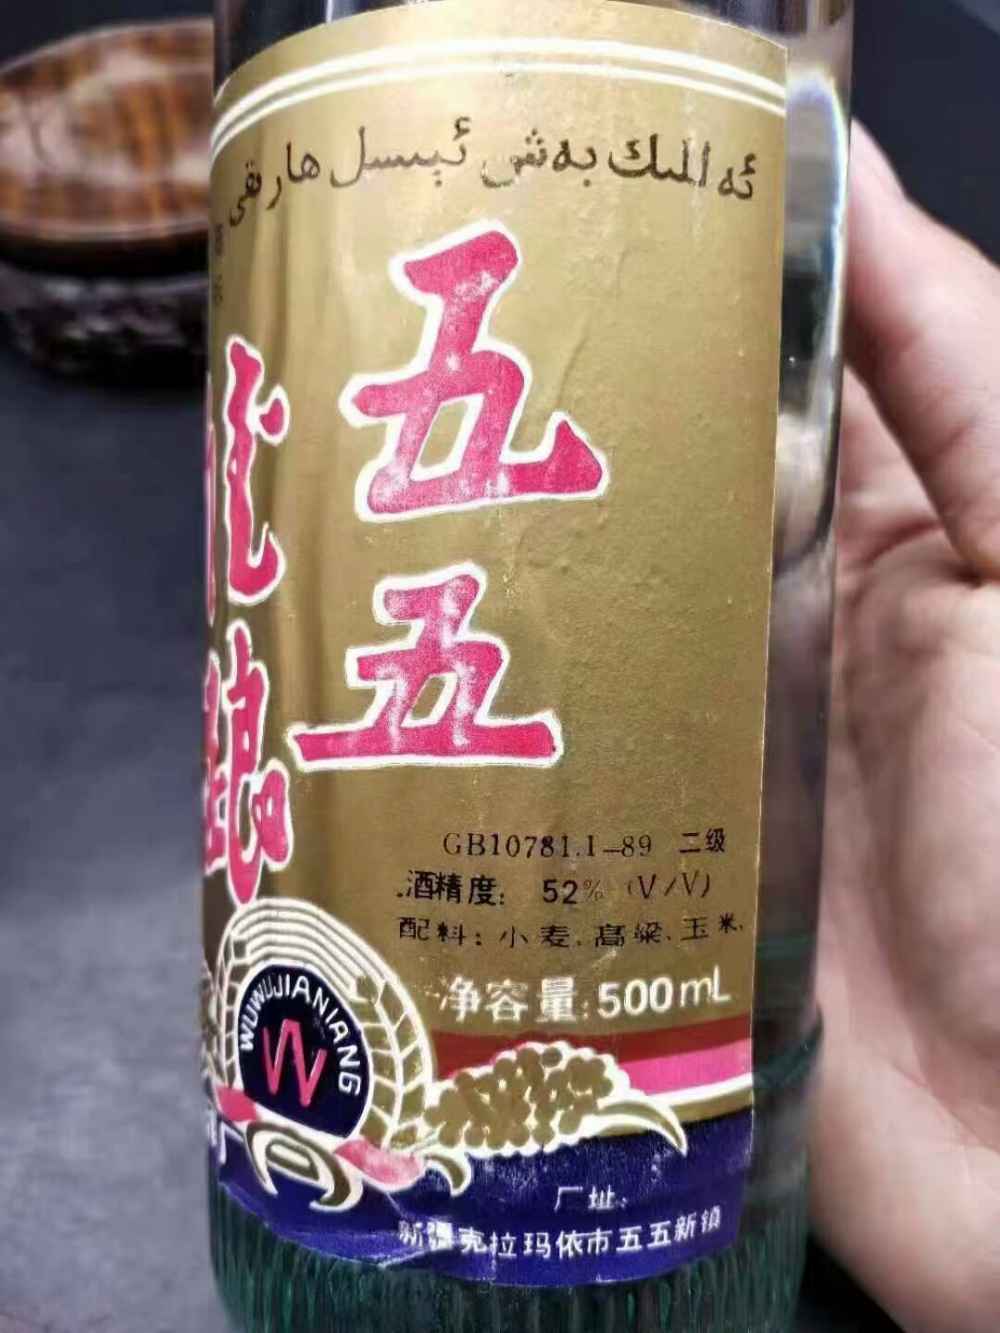 ئەللىك بەش ئېسىل ھارىقى
五五
GB10781.1-89 二级
酒精度: 52% (V/V)
配料: 小麦、高粱、玉米、
净容量: 500mL
WUWUJIANIANG
W
厂址:
新疆克拉玛依市五五新镇